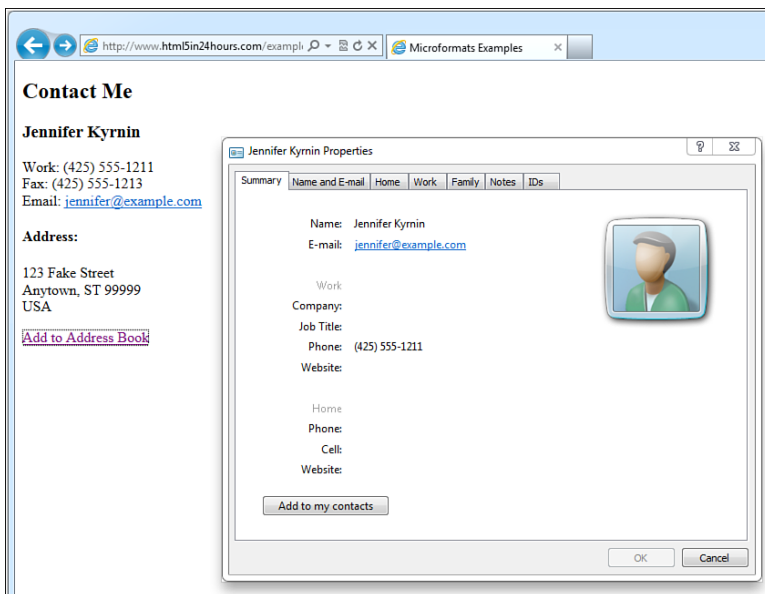 http://www.html5in24hours.com/exampl
Microformats Examples
Contact Me
Jennifer Kyrnin
Work: (425) 555-1211
Fax: (425) 555-1213
Email: jennifer@example.com
Address:
123 Fake Street
Anytown, ST 99999
USA
Add to Address Book
Jennifer Kyrnin Properties
Summary Name and E-mail Home Work Family Notes IDs
Name: Jennifer Kyrnin
E-mail: jennifer@example.com
Work
Company:
Job Title:
Phone: (425) 555-1211
Website:
Home
Phone:
Cell:
Website:
Add to my contacts
OK Cancel